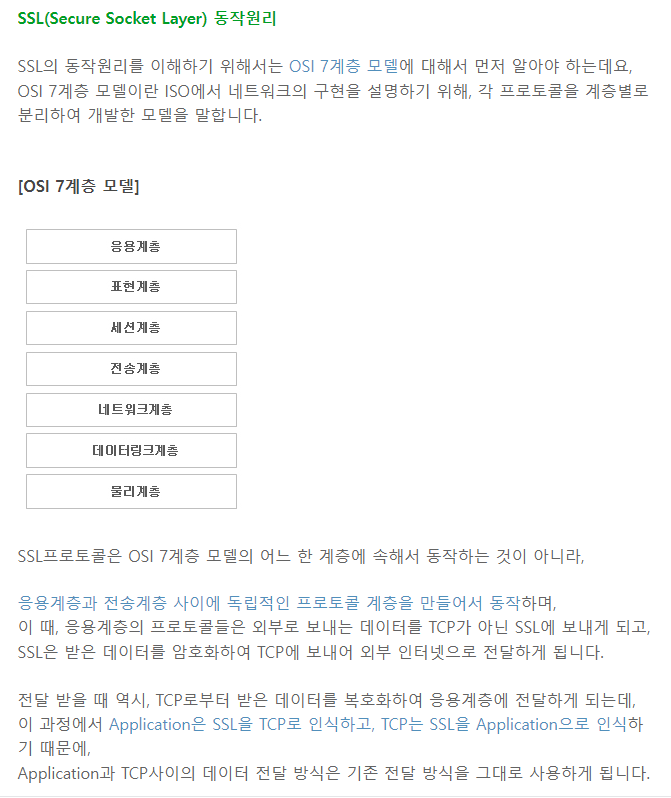 SSL(Secure Socket Layer) 동작원리
SSL의 동작원리를 이해하기 위해서는 OSI 7계층 모델에 대해서 먼저 알아야 하는데요,
OSI 7계층 모델이란 ISO에서 네트워크의 구현을 설명하기 위해, 각 프로토콜을 계층별로
분리하여 개발한 모델을 말합니다.
[OSI 7계층 모델]
응용계층
표현계층
세션계층
전송계층
네트워크계층
데이터링크계층
물리계층
SSL프로토콜은 OSI 7계층 모델의 어느 한 계층에 속해서 동작하는 것이 아니라,
응용계층과 전송계층 사이에 독립적인 프로토콜 계층을 만들어서 동작하며,
이 때, 응용계층의 프로토콜들은 외부로 보내는 데이터를 TCP가 아닌 SSL에 보내게 되고,
SSL은 받은 데이터를 암호화하여 TCP에 보내어 외부 인터넷으로 전달하게 됩니다.
전달 받을 때 역시, TCP로부터 받은 데이터를 복호화하여 응용계층에 전달하게 되는데,
이 과정에서 Application은 SSL을 TCP로 인식하고, TCP는 SSL을 Application으로 인식하
기 때문에,
Application과 TCP사이의 데이터 전달 방식은 기존 전달 방식을 그대로 사용하게 됩니다.